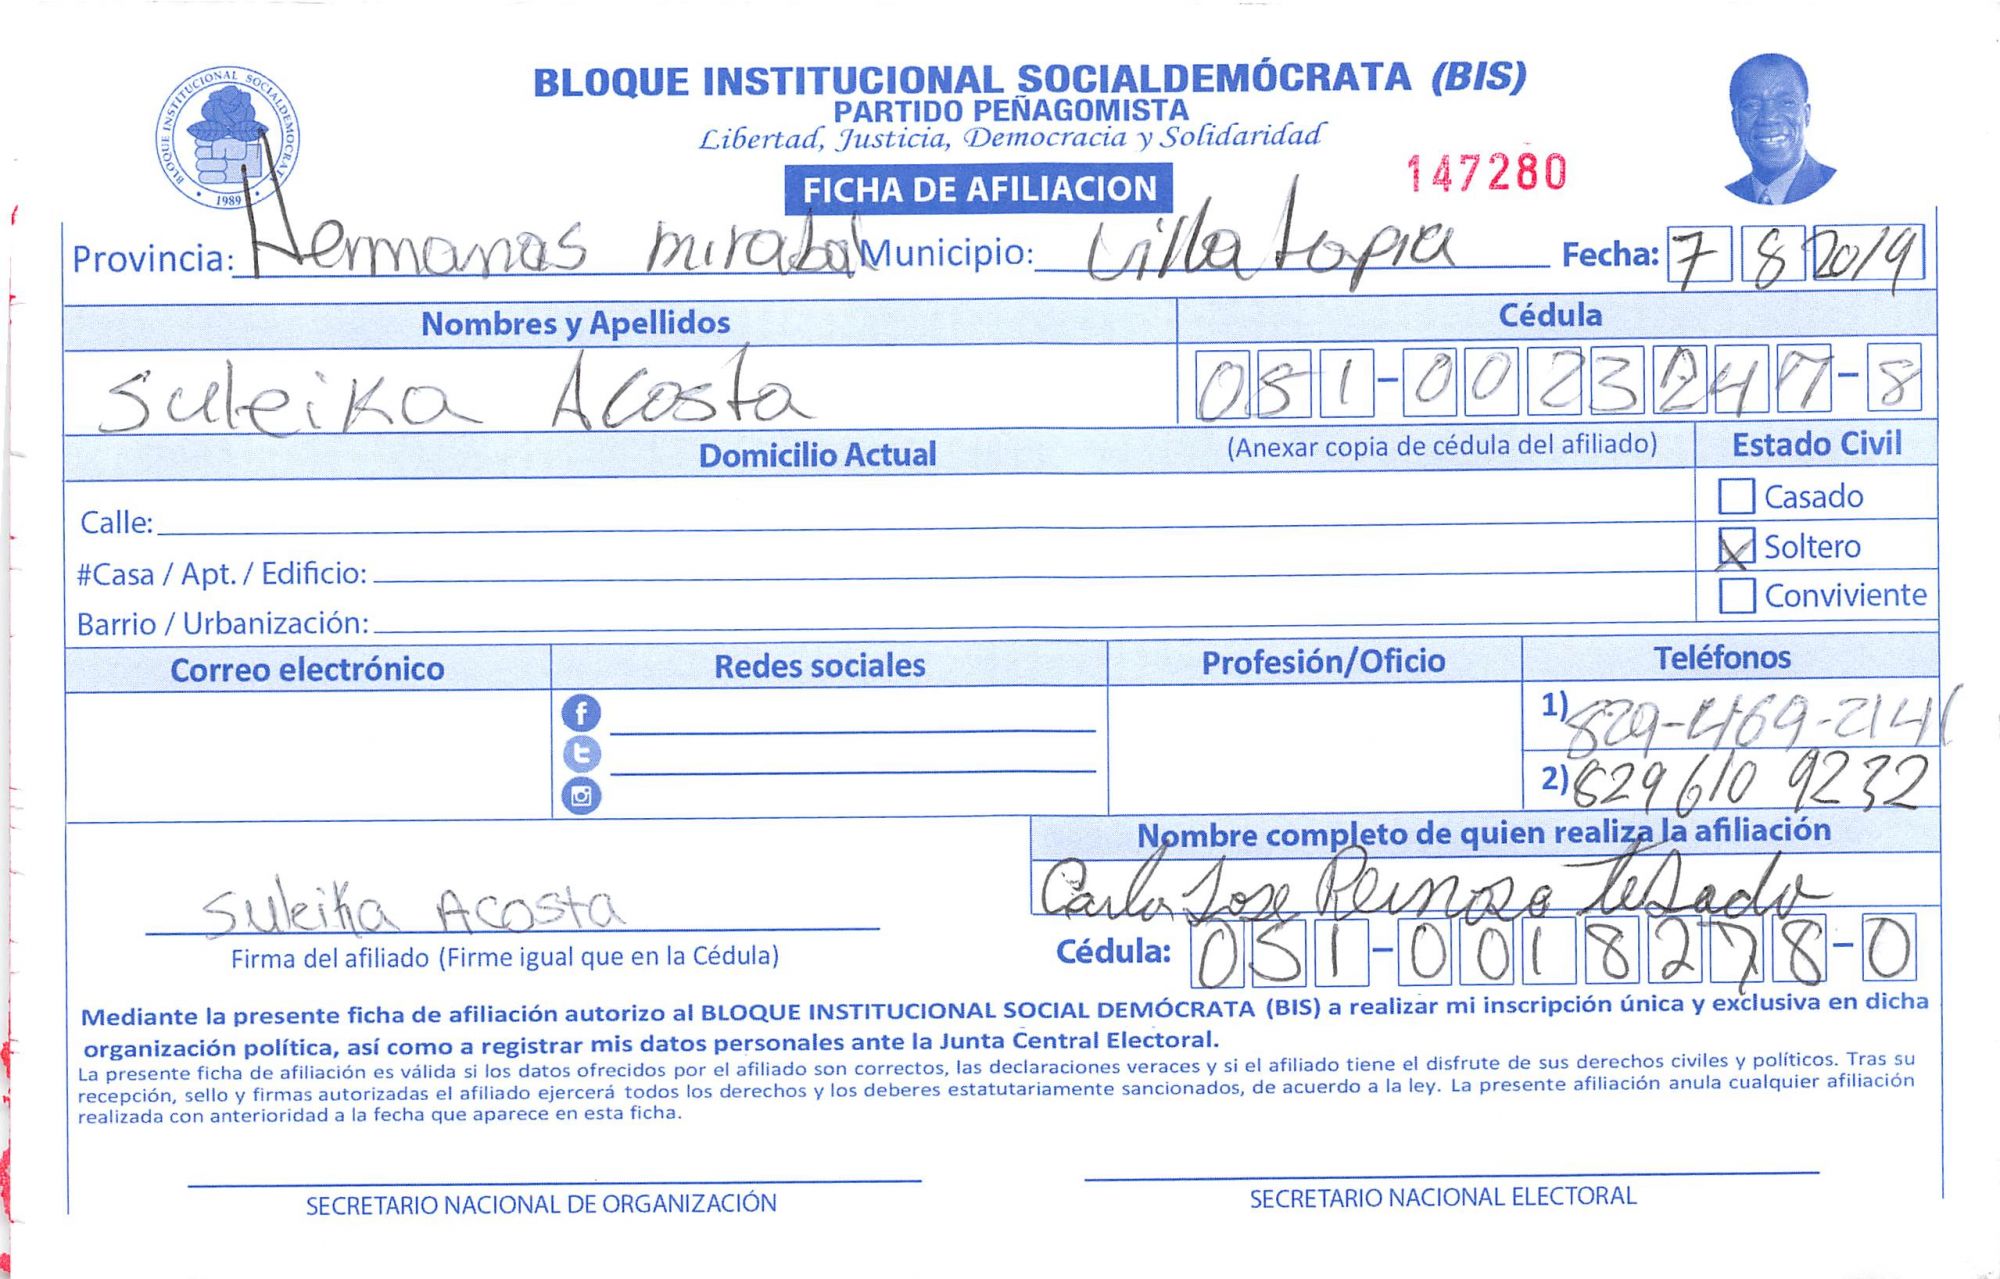 BLOQUE INSTITUCIONAL SOCIALDEMÓCRATA (BIS)
PARTIDO PEÑAGOMISTA
Libertad, Justicia, Democracia y Solidaridad
BLOQUE INSTITUCIONAL SOCIALDEMOCRATA
1989
FICHA DE AFILIACION 147280
Provincia: Hermanas mirabal Municipio: Villa tapia Fecha: 7 8 2019
Nombres y Apellidos Cédula
Suleika Acosta 051-0023247-8
Domicilio Actual (Anexar copia de cédula del afiliado) Estado Civil
Calle: Casado
#Casa / Apt. / Edificio: X Soltero
Barrio / Urbanización: Conviviente
Correo electrónico Redes sociales Profesión/Oficio Teléfonos
1) 829-469-2141
2) 829 610 9232
Nombre completo de quien realiza la afiliación
Suleika Acosta Jose Reinoso
Firma del afiliado (Firme igual que en la Cédula) Cédula: 051-0018278-0
Mediante la presente ficha de afiliación autorizo al BLOQUE INSTITUCIONAL SOCIAL DEMÓCRATA (BIS) a realizar mi inscripción única y exclusiva en dicha
organización política, así como a registrar mis datos personales ante la Junta Central Electoral.
La presente ficha de afiliación es válida si los datos ofrecidos por el afiliado son correctos, las declaraciones veraces y si el afiliado tiene el disfrute de sus derechos civiles y políticos. Tras su
recepción, sello y firmas autorizadas el afiliado ejercerá todos los derechos y los deberes estatutariamente sancionados, de acuerdo a la ley. La presente afiliación anula cualquier afiliación
realizada con anterioridad a la fecha que aparece en esta ficha.
SECRETARIO NACIONAL DE ORGANIZACIÓN SECRETARIO NACIONAL ELECTORAL